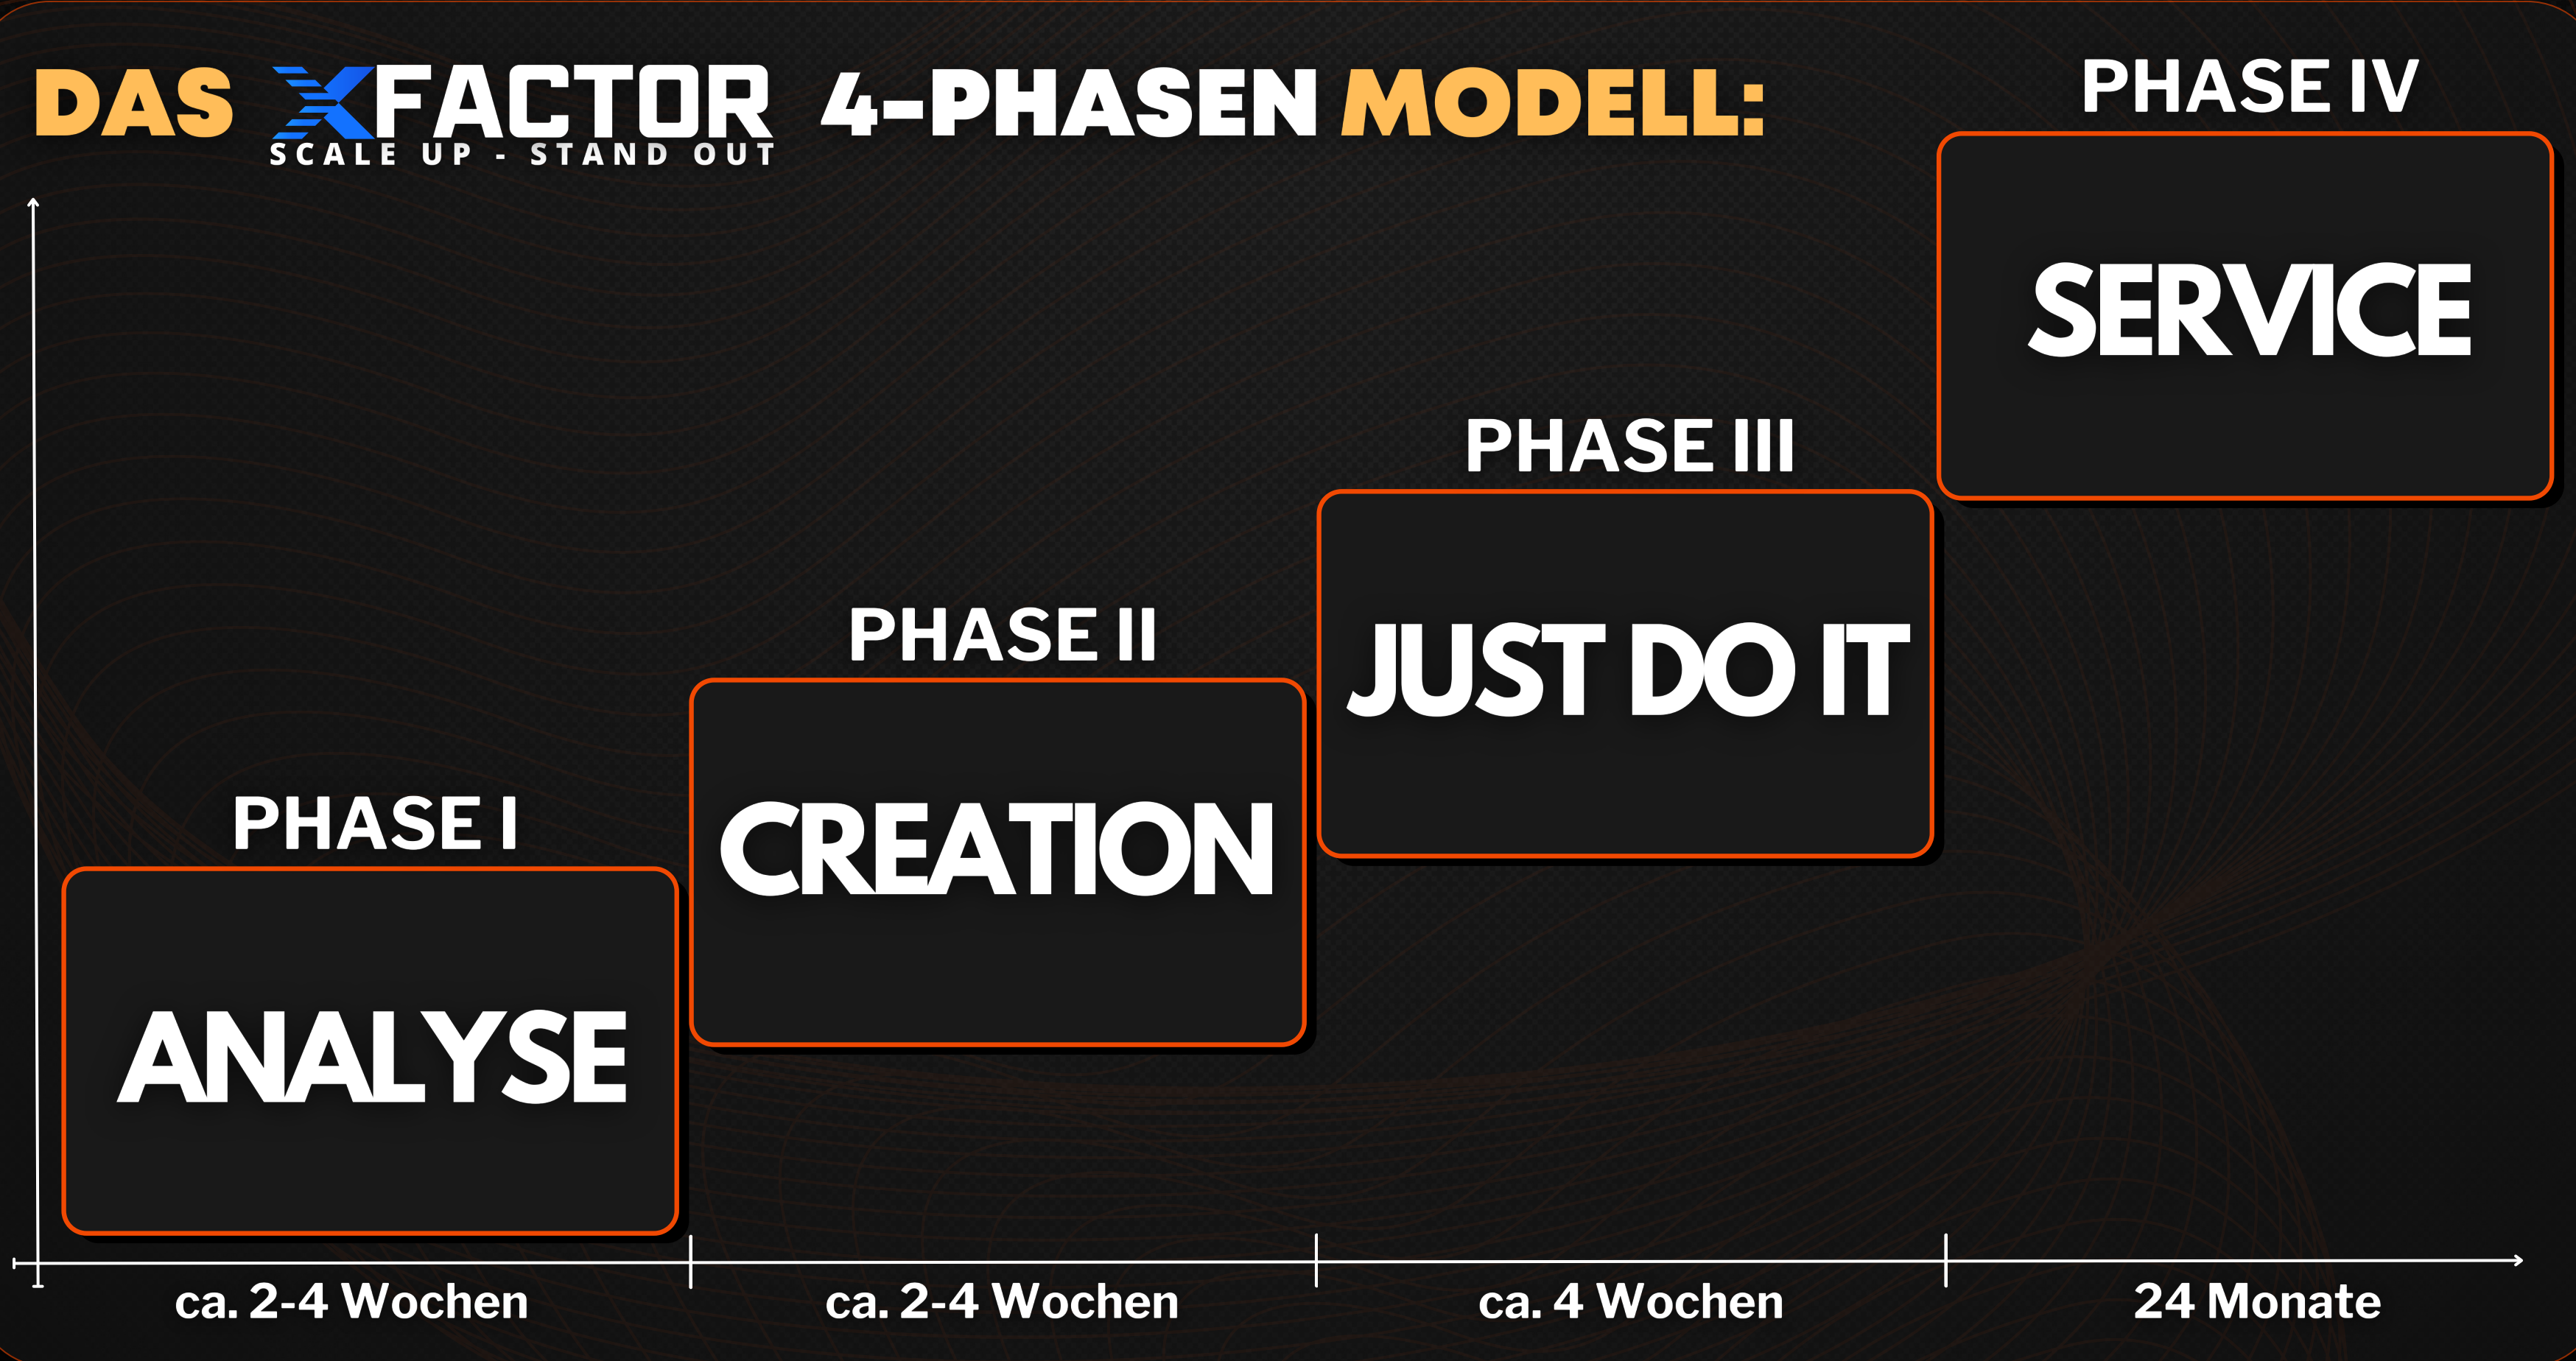 DAS XFACTOR 4-PHASEN MODELL:
SCALE UP - STAND OUT
PHASE I
ANALYSE
ca. 2-4 Wochen
PHASE II
CREATION
ca. 2-4 Wochen
PHASE III
JUST DO IT
ca. 4 Wochen
PHASE IV
SERVICE
24 Monate